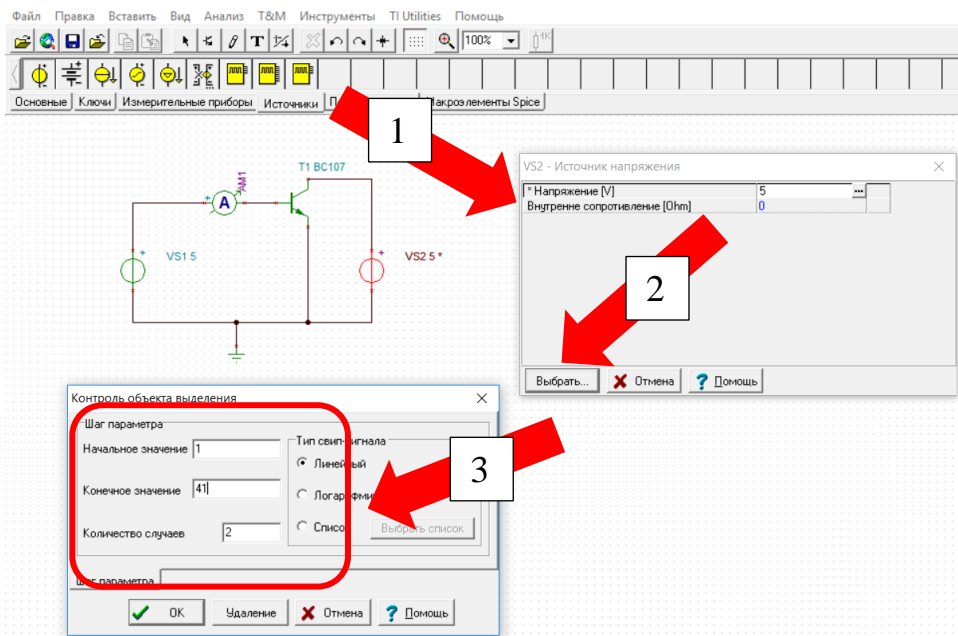 Файл Правка Вставить Вид Анализ T&M Инструменты TI Utilities Помощь
100%
Основные Ключи Измерительные приборы Источники Макроэлементы Spice
1
T1 BC107
AM1
A
VS1 5
VS2 5 *
VS2 - Источник напряжения
* Напряжение [V] 5 ...
Внутренне сопротивление [Ohm] 0
2
Выбрать... Отмена Помощь
Контроль объекта выделения
Шаг параметра
Начальное значение 1
Конечное значение 41
Количество случаев 2
Тип свип-сигнала
Линейный
Список
Выбрать список
3
Шаг параметра
OK Удаление Отмена Помощь